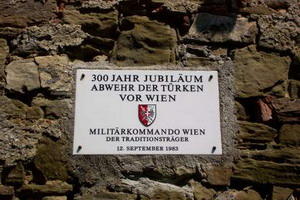 300 JAHR JUBILÄUM
ABWEHR DER TÜRKEN
VOR WIEN
MILITÄRKOMMANDO WIEN
DER TRADITIONSTRÄGER
12. SEPTEMBER 1983